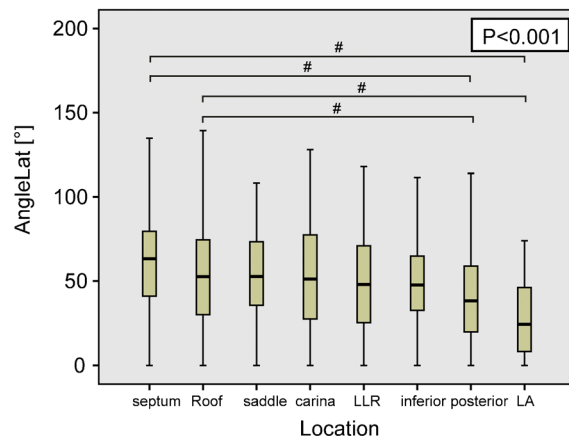 200
P<0.001
#
#
150
#
#
100
50
0
AngleLat [°]
septum Roof saddle carina LLR inferior posterior LA
Location